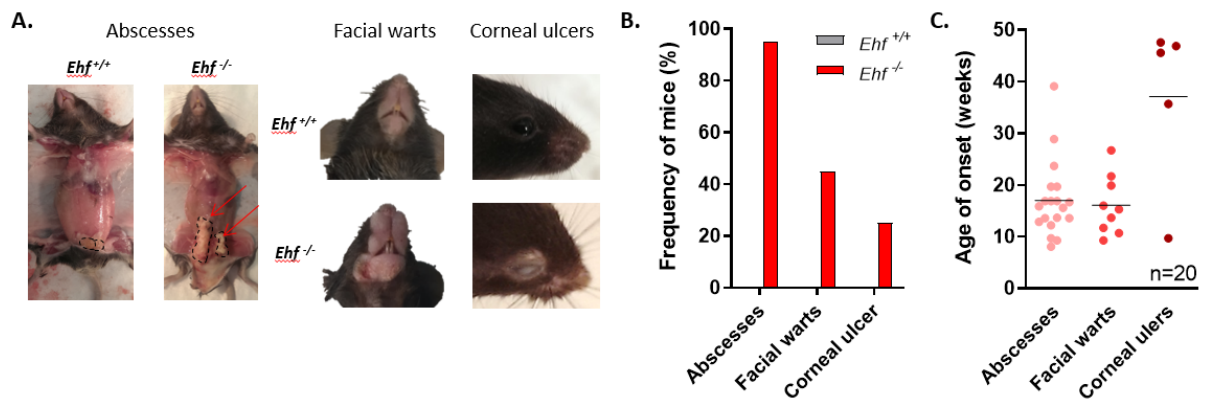 A.
Abscesses
Facial warts
Corneal ulcers
Ehf+/+
Ehf-/-
Ehf+/+
Ehf-/-
B.
Frequency of mice (%)
100
80
60
40
20
0
Ehf +/+
Ehf -/-
Abscesses
Facial warts
Corneal ulcer
C.
Age of onset (weeks)
50
40
30
20
10
0
n=20
Abscesses
Facial warts
Corneal ulers